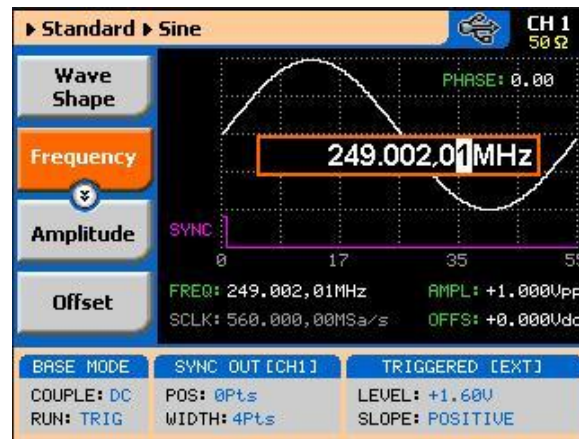 ▶ Standard ▶ Sine
CH 1
50 Ω
Wave
Shape
PHASE: 0.00
Frequency
249.002,01MHz
Amplitude
SYNC
0 17 35 55
Offset
FREQ: 249.002,01MHz AMPL: +1.000Vpp
SCLK: 560.000,00MSa/s OFFS: +0.000Vdc
BASE MODE SYNC OUT [CH1] TRIGGERED [EXT]
COUPLE: DC POS: 0Pts LEVEL: +1.60V
RUN: TRIG WIDTH: 4Pts SLOPE: POSITIVE